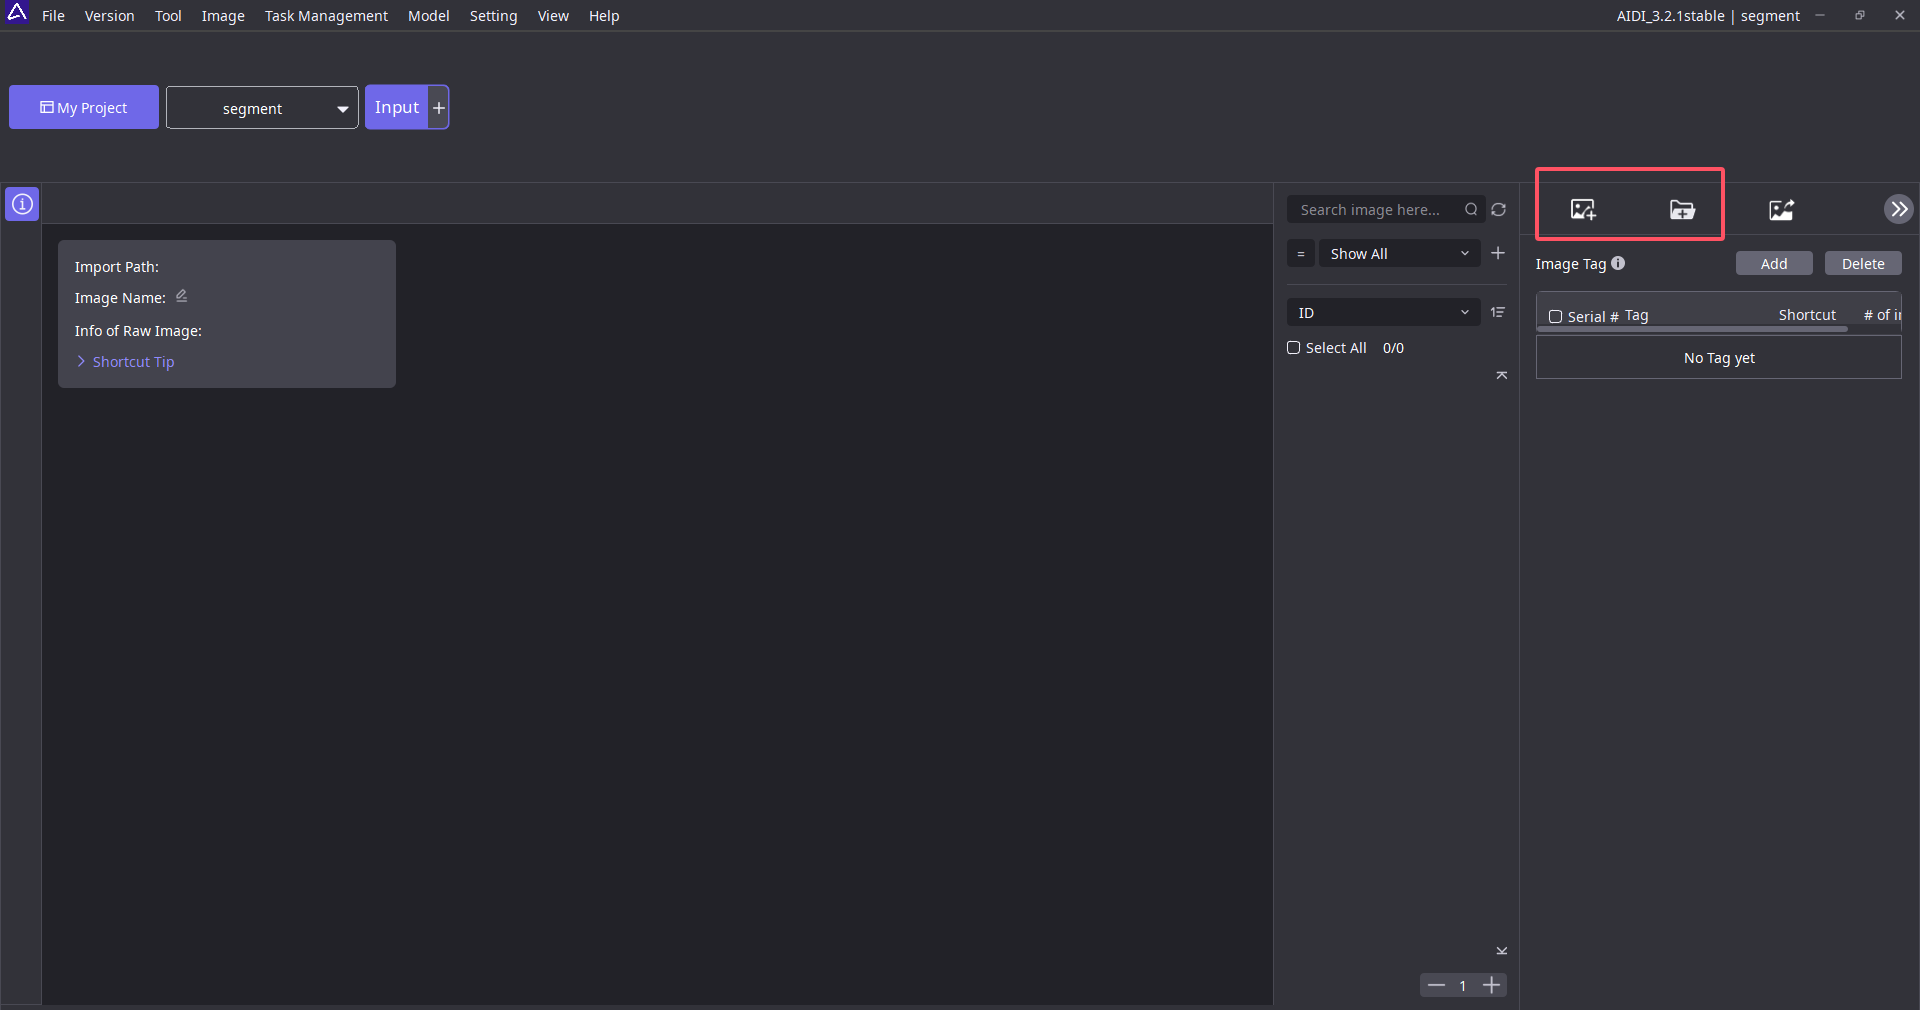 File Version Tool Image Task Management Model Setting View Help AIDI_3.2.1stable | segment
My Project segment Input +
Search image here...
= Show All
Import Path:
Image Name:
Info of Raw Image:
Shortcut Tip
ID
Select All 0/0
1
Image Tag Add Delete
Serial # Tag Shortcut # of i
No Tag yet